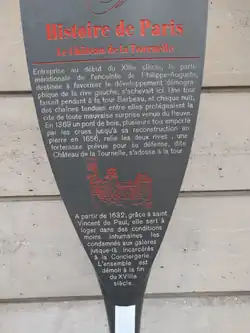 Histoire de Paris
Le Château de la Tournelle
Entreprise au début du XIIIe siècle, la partie
méridionale de l'enceinte de Philippe-Auguste,
destinée à favoriser le développement démogra-
phique de la rive gauche, s'achevait ici. Une tour
faisait pendant à la tour Barbeau, et chaque nuit,
des chaînes tendues entre elles protégeaient la
cité de toute mauvaise surprise venue du fleuve.
En 1369 un pont de bois, plusieurs fois emporté
par les crues jusqu'à sa reconstruction en
pierre en 1656, relie les deux rives : une
forteresse prévue pour sa défense, dite
Château de la Tournelle, s'adosse à la tour
A partir de 1632, grâce à saint
Vincent de Paul, elle sert à
loger dans des conditions
moins inhumaines les
condamnés aux galères
jusque-là incarcérés
à la Conciergerie.
L'ensemble est
démoli à la fin
du XVIIIe
siècle.